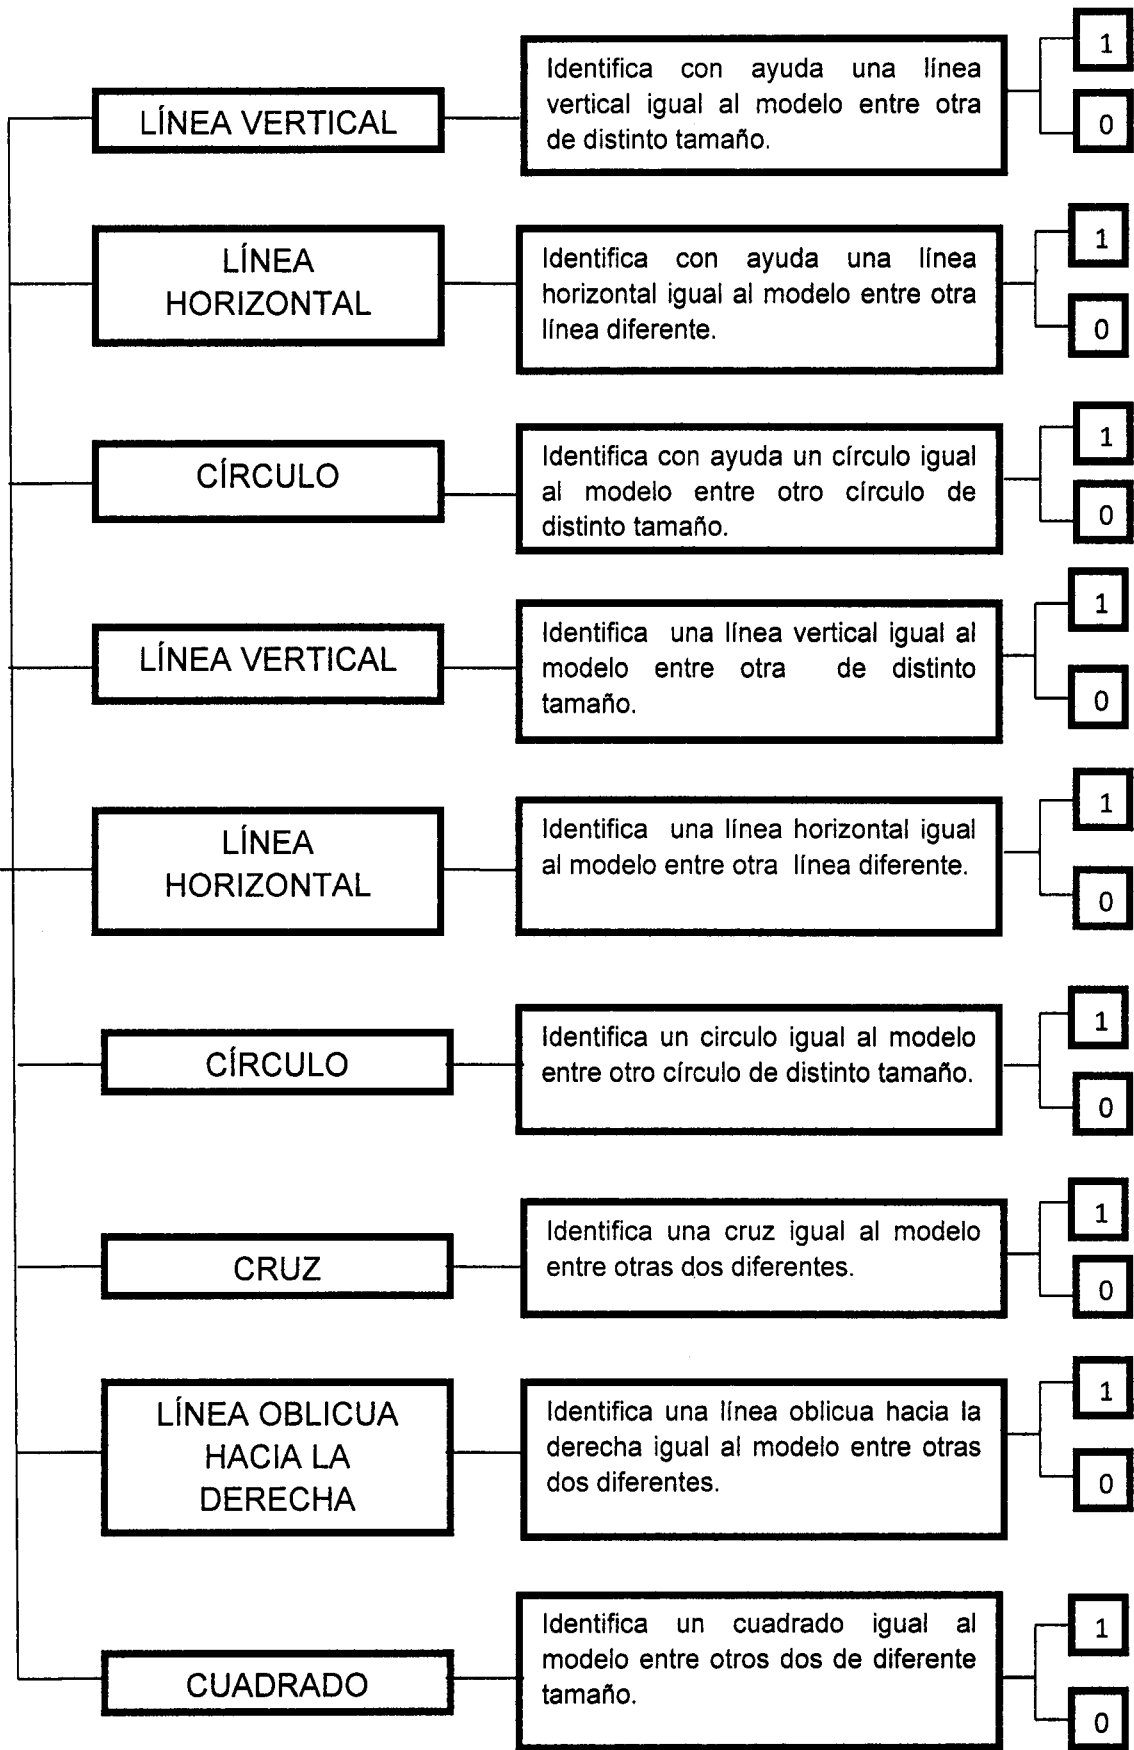 LÍNEA VERTICAL
Identifica con ayuda una línea
vertical igual al modelo entre otra
de distinto tamaño.
1
0
LÍNEA
HORIZONTAL
Identifica con ayuda una línea
horizontal igual al modelo entre otra
línea diferente.
1
0
CÍRCULO
Identifica con ayuda un círculo igual
al modelo entre otro círculo de
distinto tamaño.
1
0
LÍNEA VERTICAL
Identifica una línea vertical igual al
modelo entre otra de distinto
tamaño.
1
0
LÍNEA
HORIZONTAL
Identifica una línea horizontal igual
al modelo entre otra línea diferente.
1
0
CÍRCULO
Identifica un circulo igual al modelo
entre otro círculo de distinto tamaño.
1
0
CRUZ
Identifica una cruz igual al modelo
entre otras dos diferentes.
1
0
LÍNEA OBLICUA
HACIA LA
DERECHA
Identifica una línea oblicua hacia la
derecha igual al modelo entre otras
dos diferentes.
1
0
CUADRADO
Identifica un cuadrado igual al
modelo entre otros dos de diferente
tamaño.
1
0